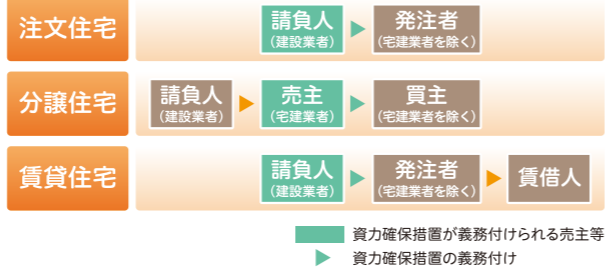 注文住宅
請負人
(建設業者)
発注者
(宅建業者を除く)
分譲住宅
請負人
(建設業者)
売主
(宅建業者)
買主
(宅建業者を除く)
賃貸住宅
請負人
(建設業者)
発注者
(宅建業者を除く)
賃借人
資力確保措置が義務付けられる売主等
資力確保措置の義務付け